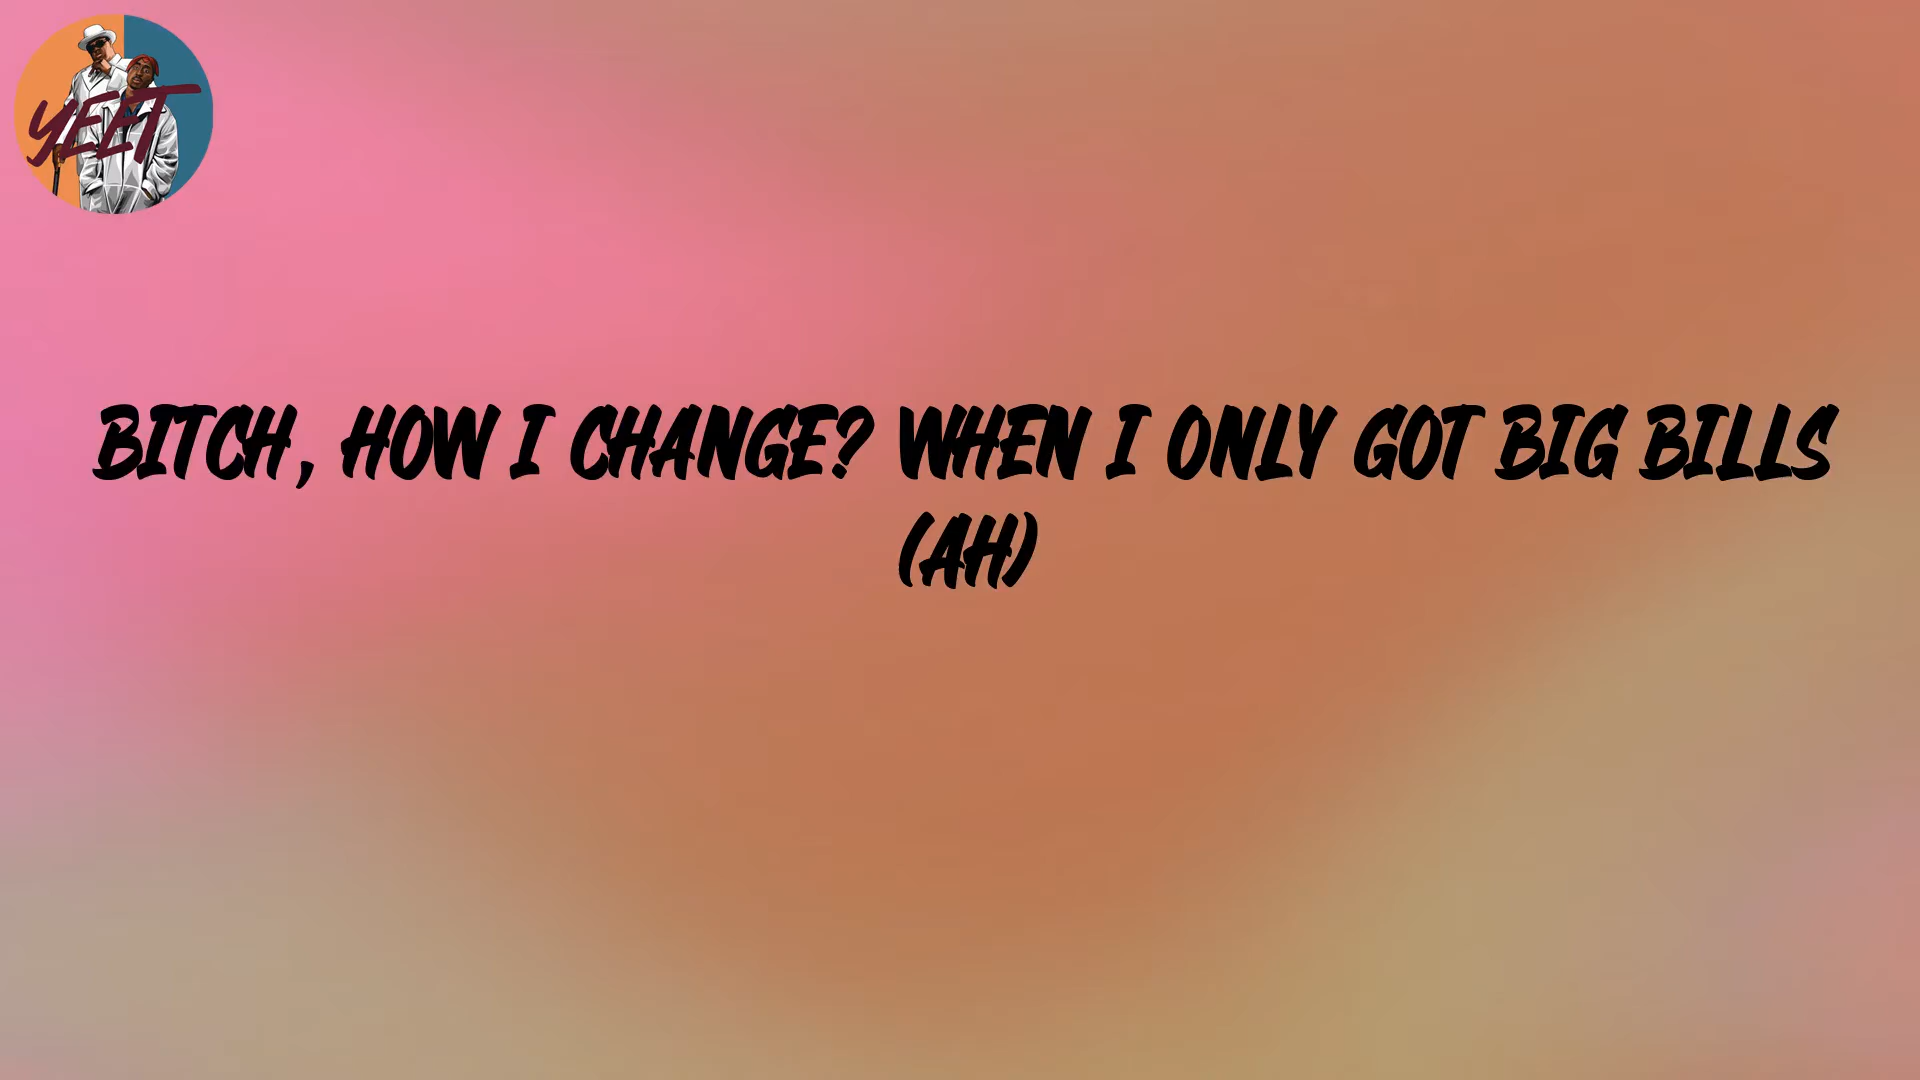 YEET
BITCH, HOW I CHANGE? WHEN I ONLY GOT BIG BILLS
(AH)